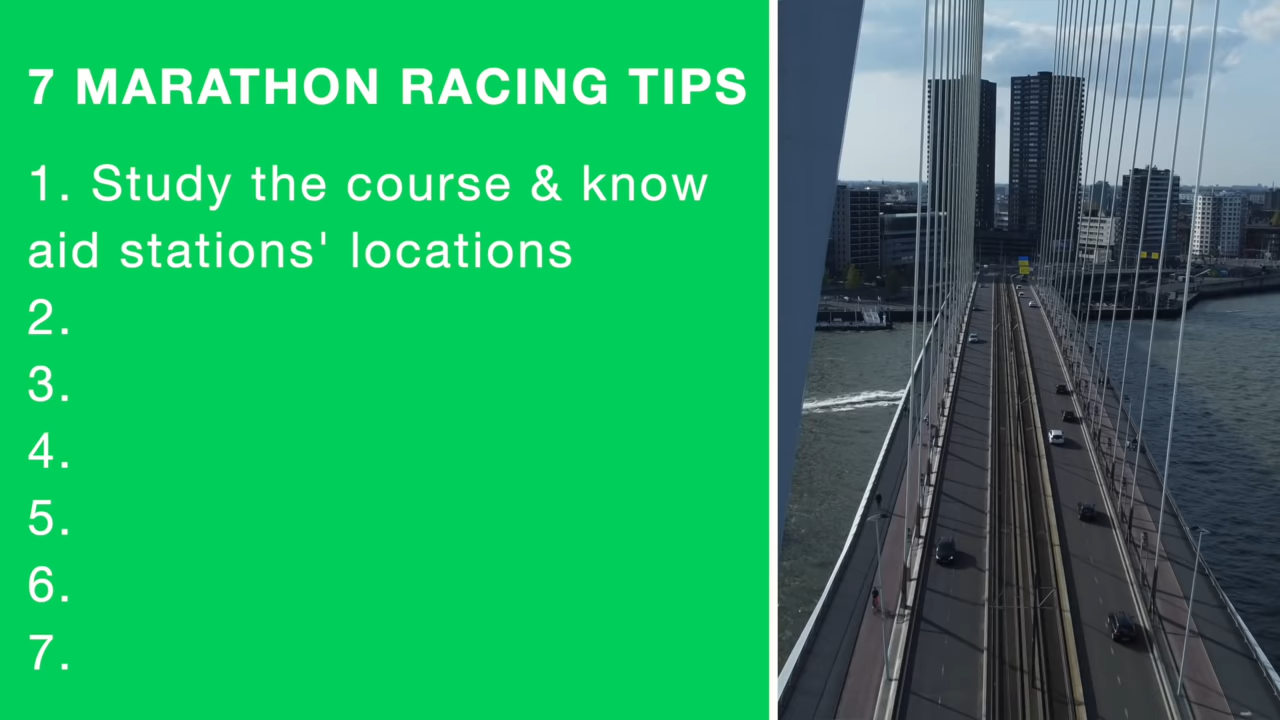 7 MARATHON RACING TIPS
1. Study the course & know
aid stations' locations
2.
3.
4.
5.
6.
7.